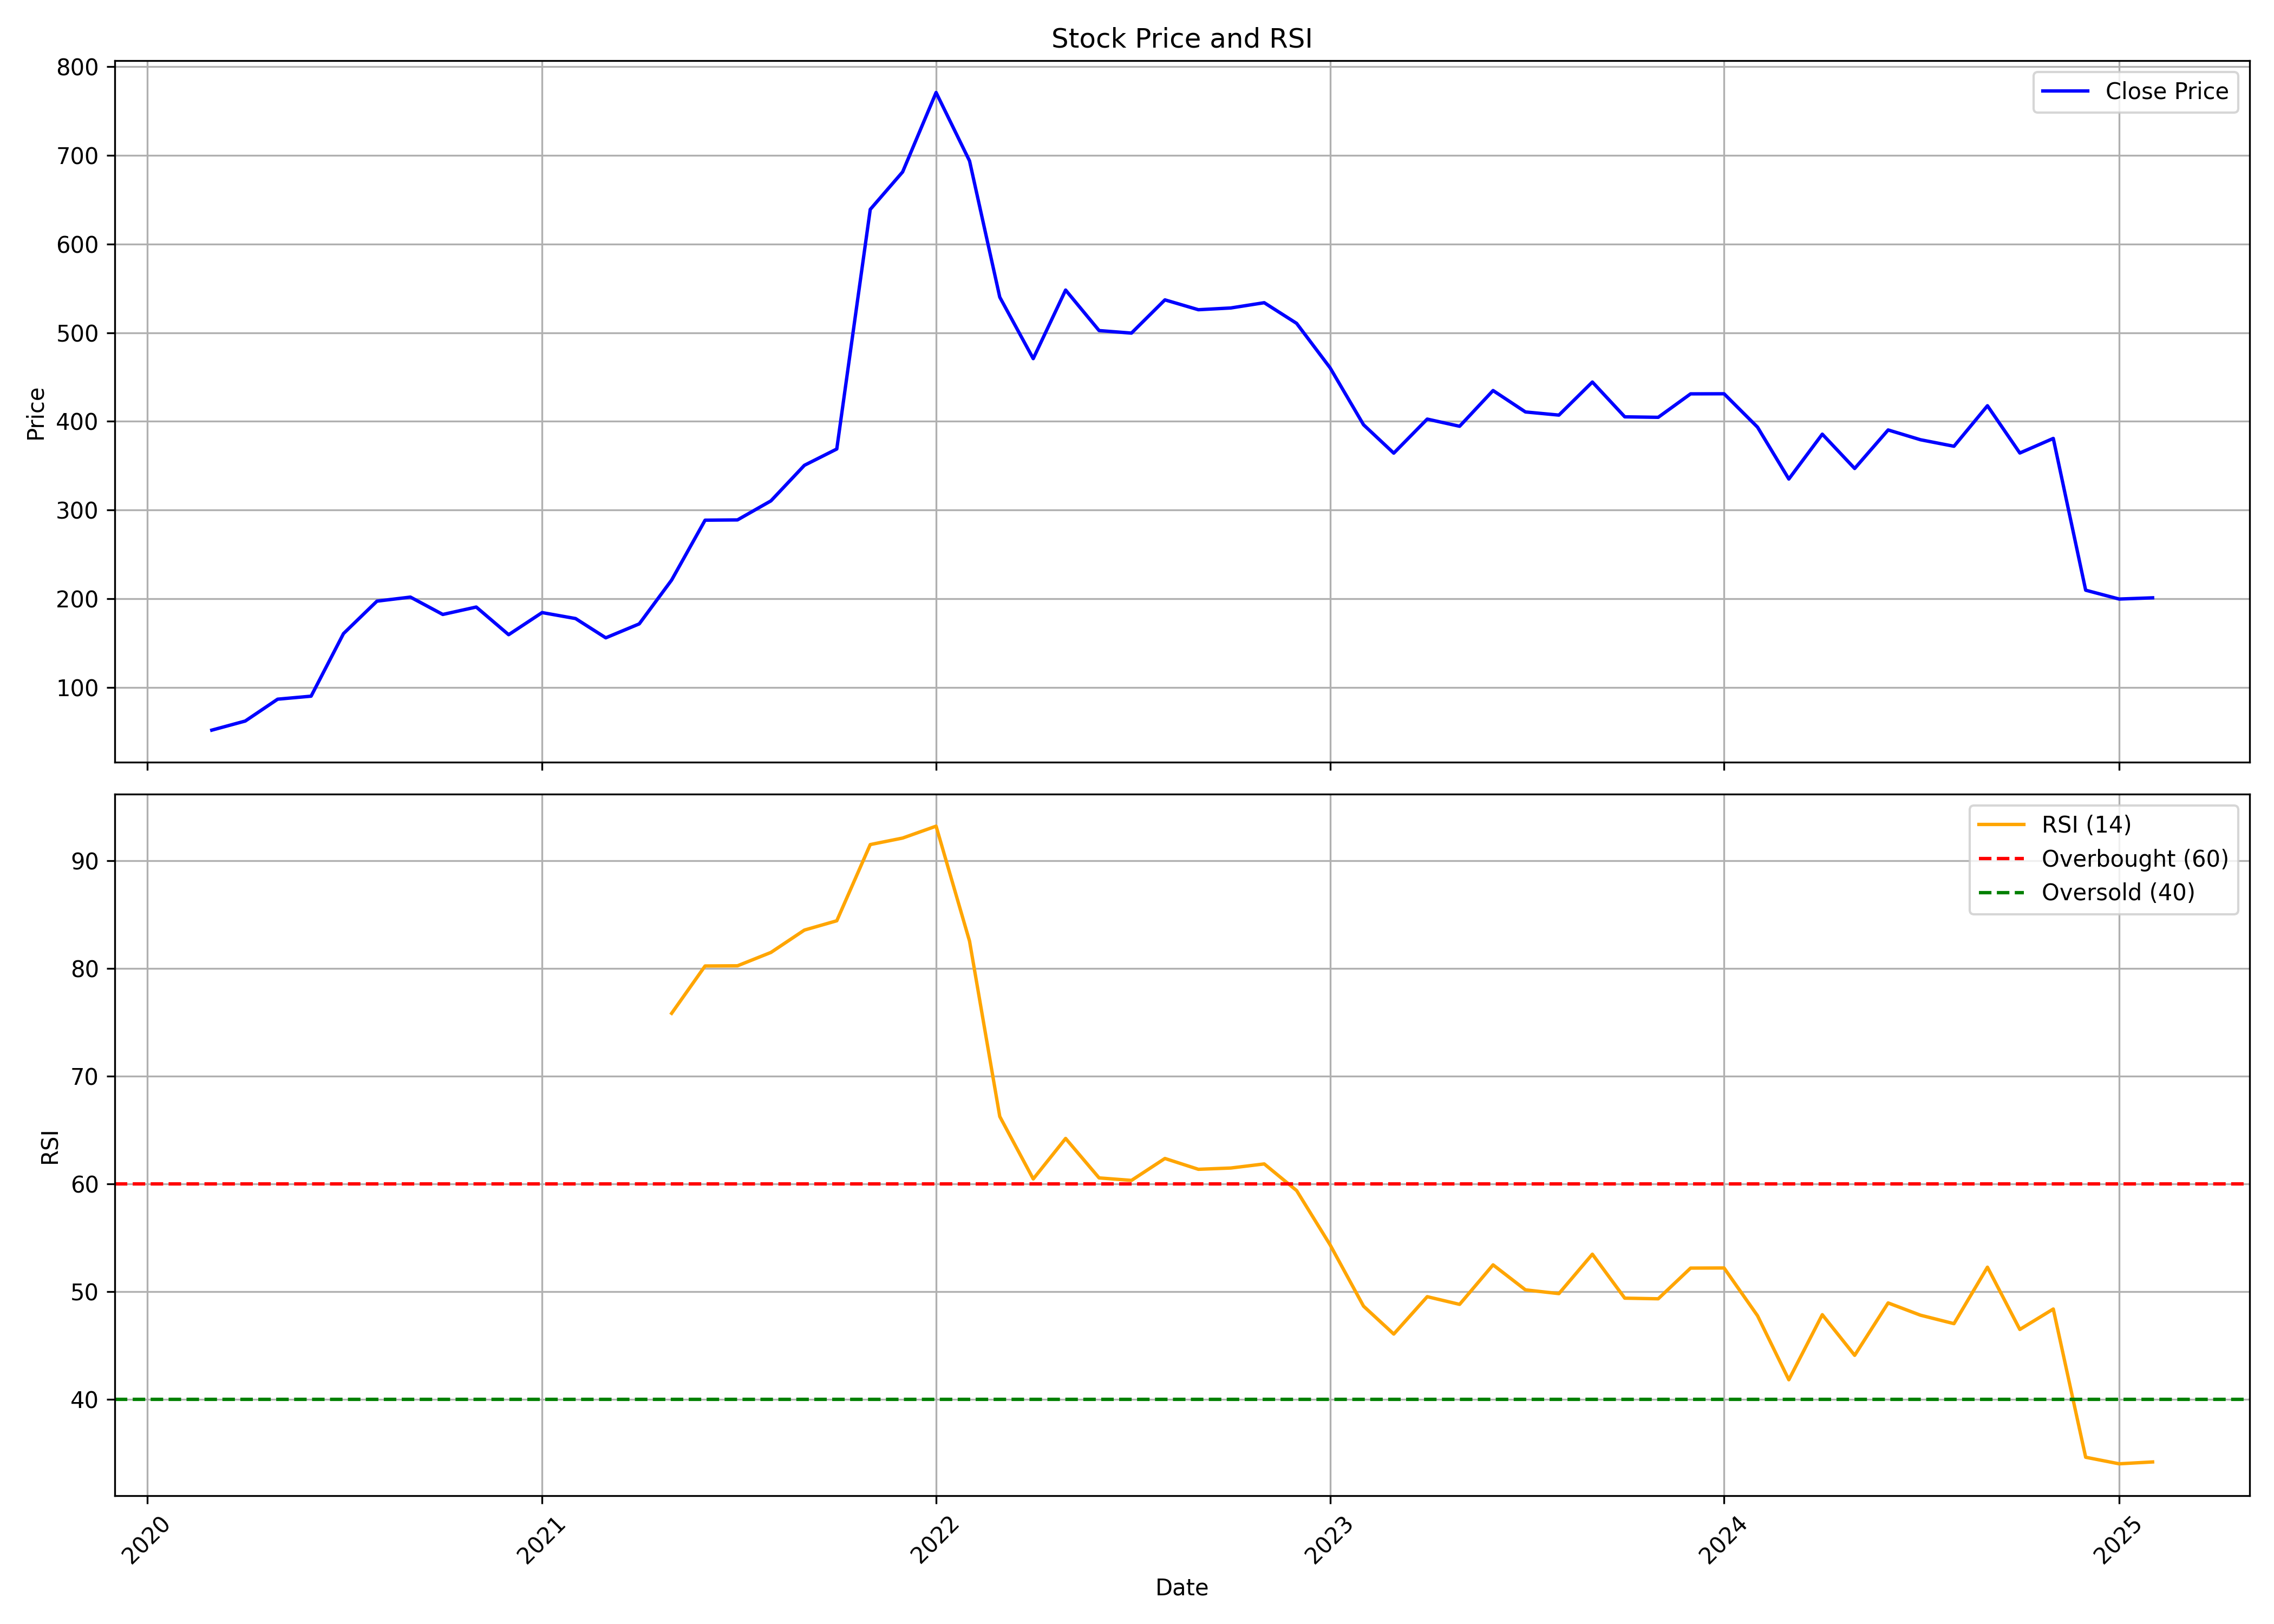 Stock Price and RSI
800
700
600
500
400
300
200
100
Price
Close Price
90
80
70
60
50
40
RSI
RSI (14)
Overbought (60)
Oversold (40)
2020
2021
2022
2023
2024
2025
Date